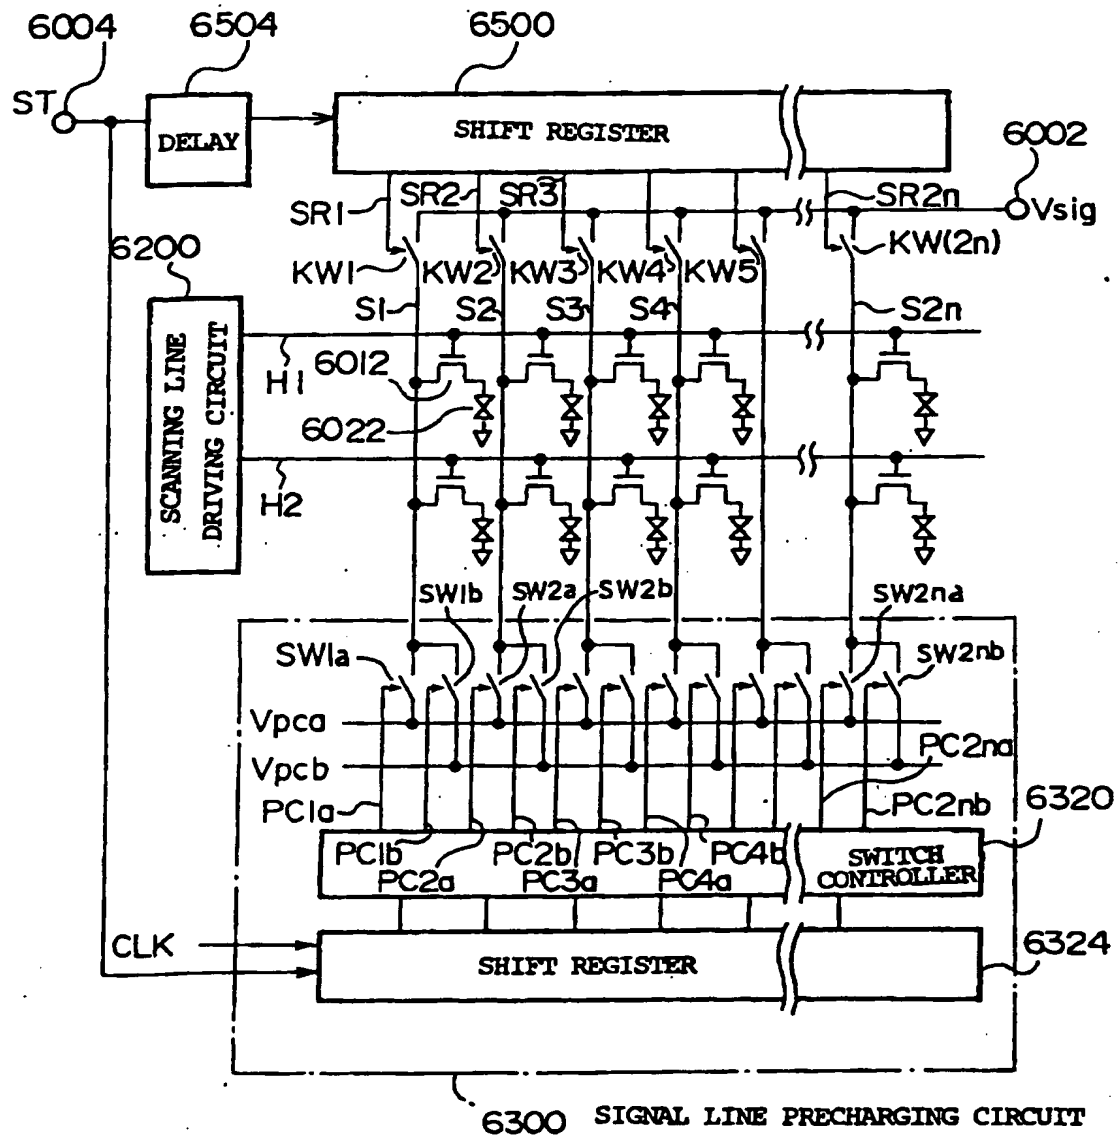 6004
6504
6500
ST
DELAY
SHIFT REGISTER
6002
SR1
SR2
SR3
SR2n
Vsig
6200
KW1
KW2
KW3
KW4
KW5
KW(2n)
S1
S2
S3
S4
S2n
SCANNING LINE
DRIVING CIRCUIT
H1
6012
6022
H2
SW1b
SW2a
SW2b
SW2na
SW1a
SW2nb
Vpca
Vpcb
PC2na
PC1a
PC2nb
6320
PC1b
PC2b
PC3b
PC4b
PC2a
PC3a
PC4a
SWITCH
CONTROLLER
CLK
SHIFT REGISTER
6324
6300
SIGNAL LINE PRECHARGING CIRCUIT